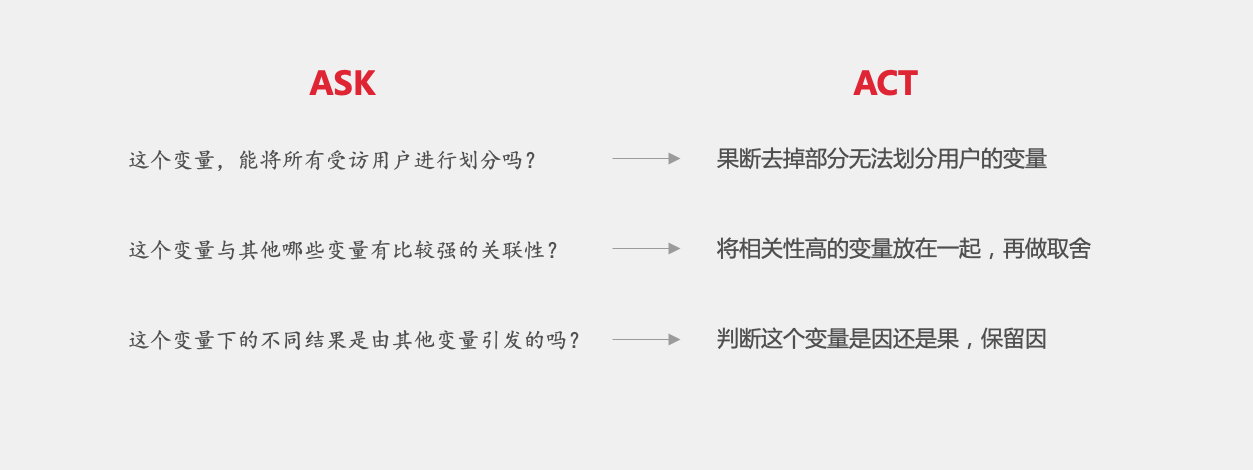 ASK
ACT
这个变量，能将所有受访用户进行划分吗？
果断去掉部分无法划分用户的变量
这个变量与其他哪些变量有比较强的关联性？
将相关性高的变量放在一起，再做取舍
这个变量下的不同结果是由其他变量引发的吗？
判断这个变量是因还是果，保留因